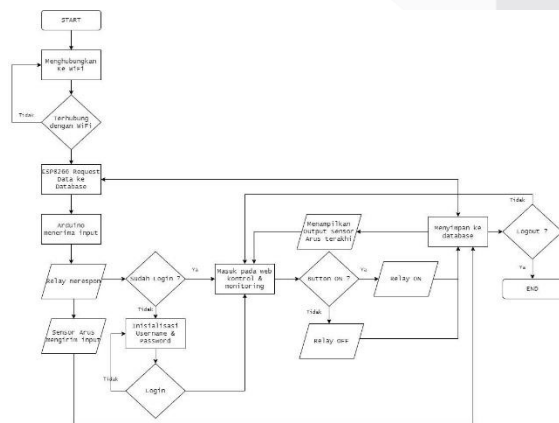 START
Menghubungkan
ke WiFi
Tidak
Terhubung
dengan WiFi
ESP8266 Request
Data ke
Database
Arduino
menerima input
Relay merespon
Sensor Arus
mengirim input
Sudah Login ?
Ya
Tidak
Inisialisasi
Username &
Password
Tidak
Login
Masuk pada web
kontrol &
monitoring
Menampilkan
Output sensor
Arus terakhi
Button ON ?
Ya
Relay ON
Tidak
Relay OFF
Menyimpan ke
database
Tidak
Logout ?
Ya
END